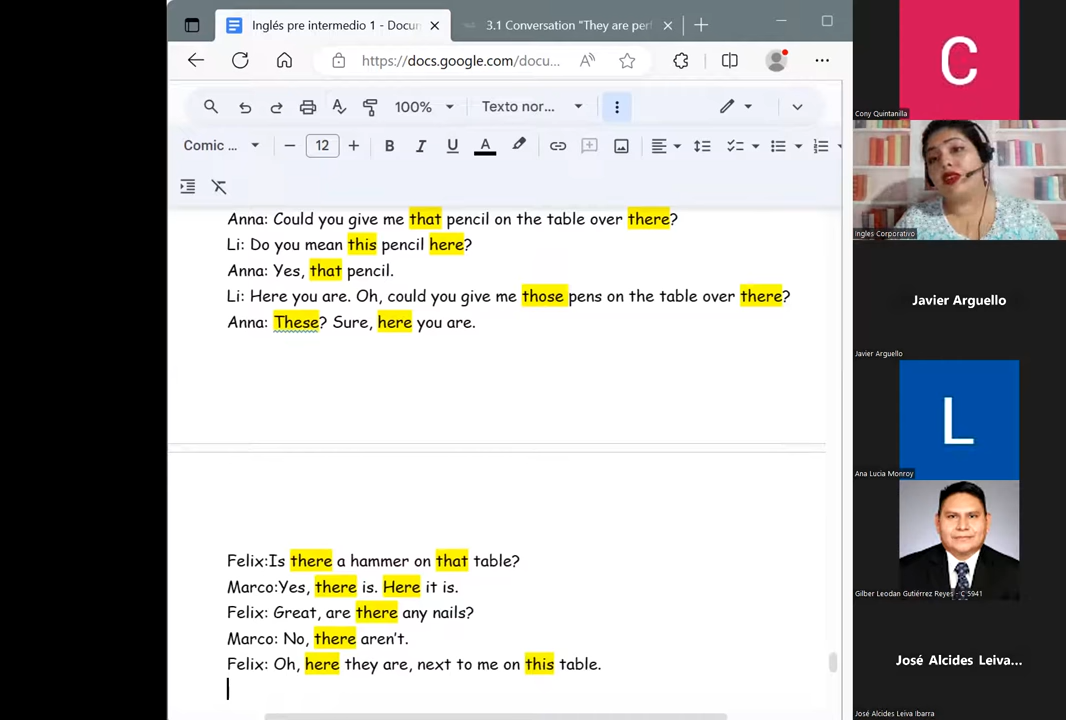 Inglés pre intermedio 1 - Docun
3.1 Conversation "They are per
https://docs.google.com/docu...
100%
Texto nor...
Comic ...
12
B
I
U
A
Anna: Could you give me that pencil on the table over there?
Li: Do you mean this pencil here?
Anna: Yes, that pencil.
Li: Here you are. Oh, could you give me those pens on the table over there?
Anna: These? Sure, here you are.
Felix:Is there a hammer on that table?
Marco:Yes, there is. Here it is.
Felix: Great, are there any nails?
Marco: No, there aren't.
Felix: Oh, here they are, next to me on this table.
C
Cony Quintanilla
Ingles Corporativo
Javier Arguello
Javier Arguello
L
Ana Lucia Monroy
Gilber Leodan Gutiérrez Reyes - C 5941
José Alcides Leiva...
José Alcides Leiva Ibarra